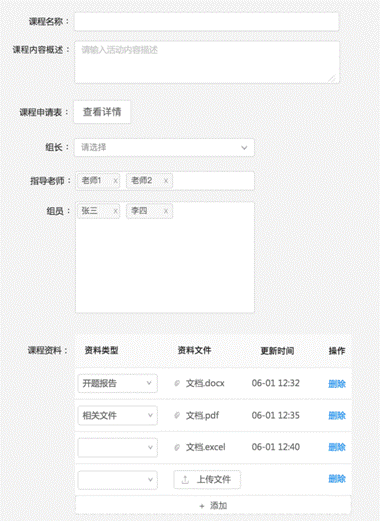 课程名称：
课程内容概述： 请输入活动内容描述
课程申请表： 查看详情
组长： 请选择
指导老师： 老师1 x 老师2 x
组员： 张三 x 李四 x
课程资料： 资料类型 资料文件 更新时间 操作
开题报告 文档.docx 06-01 12:32 删除
相关文件 文档.pdf 06-01 12:35 删除
文档.excel 06-01 12:40 删除
上传文件 删除
+ 添加